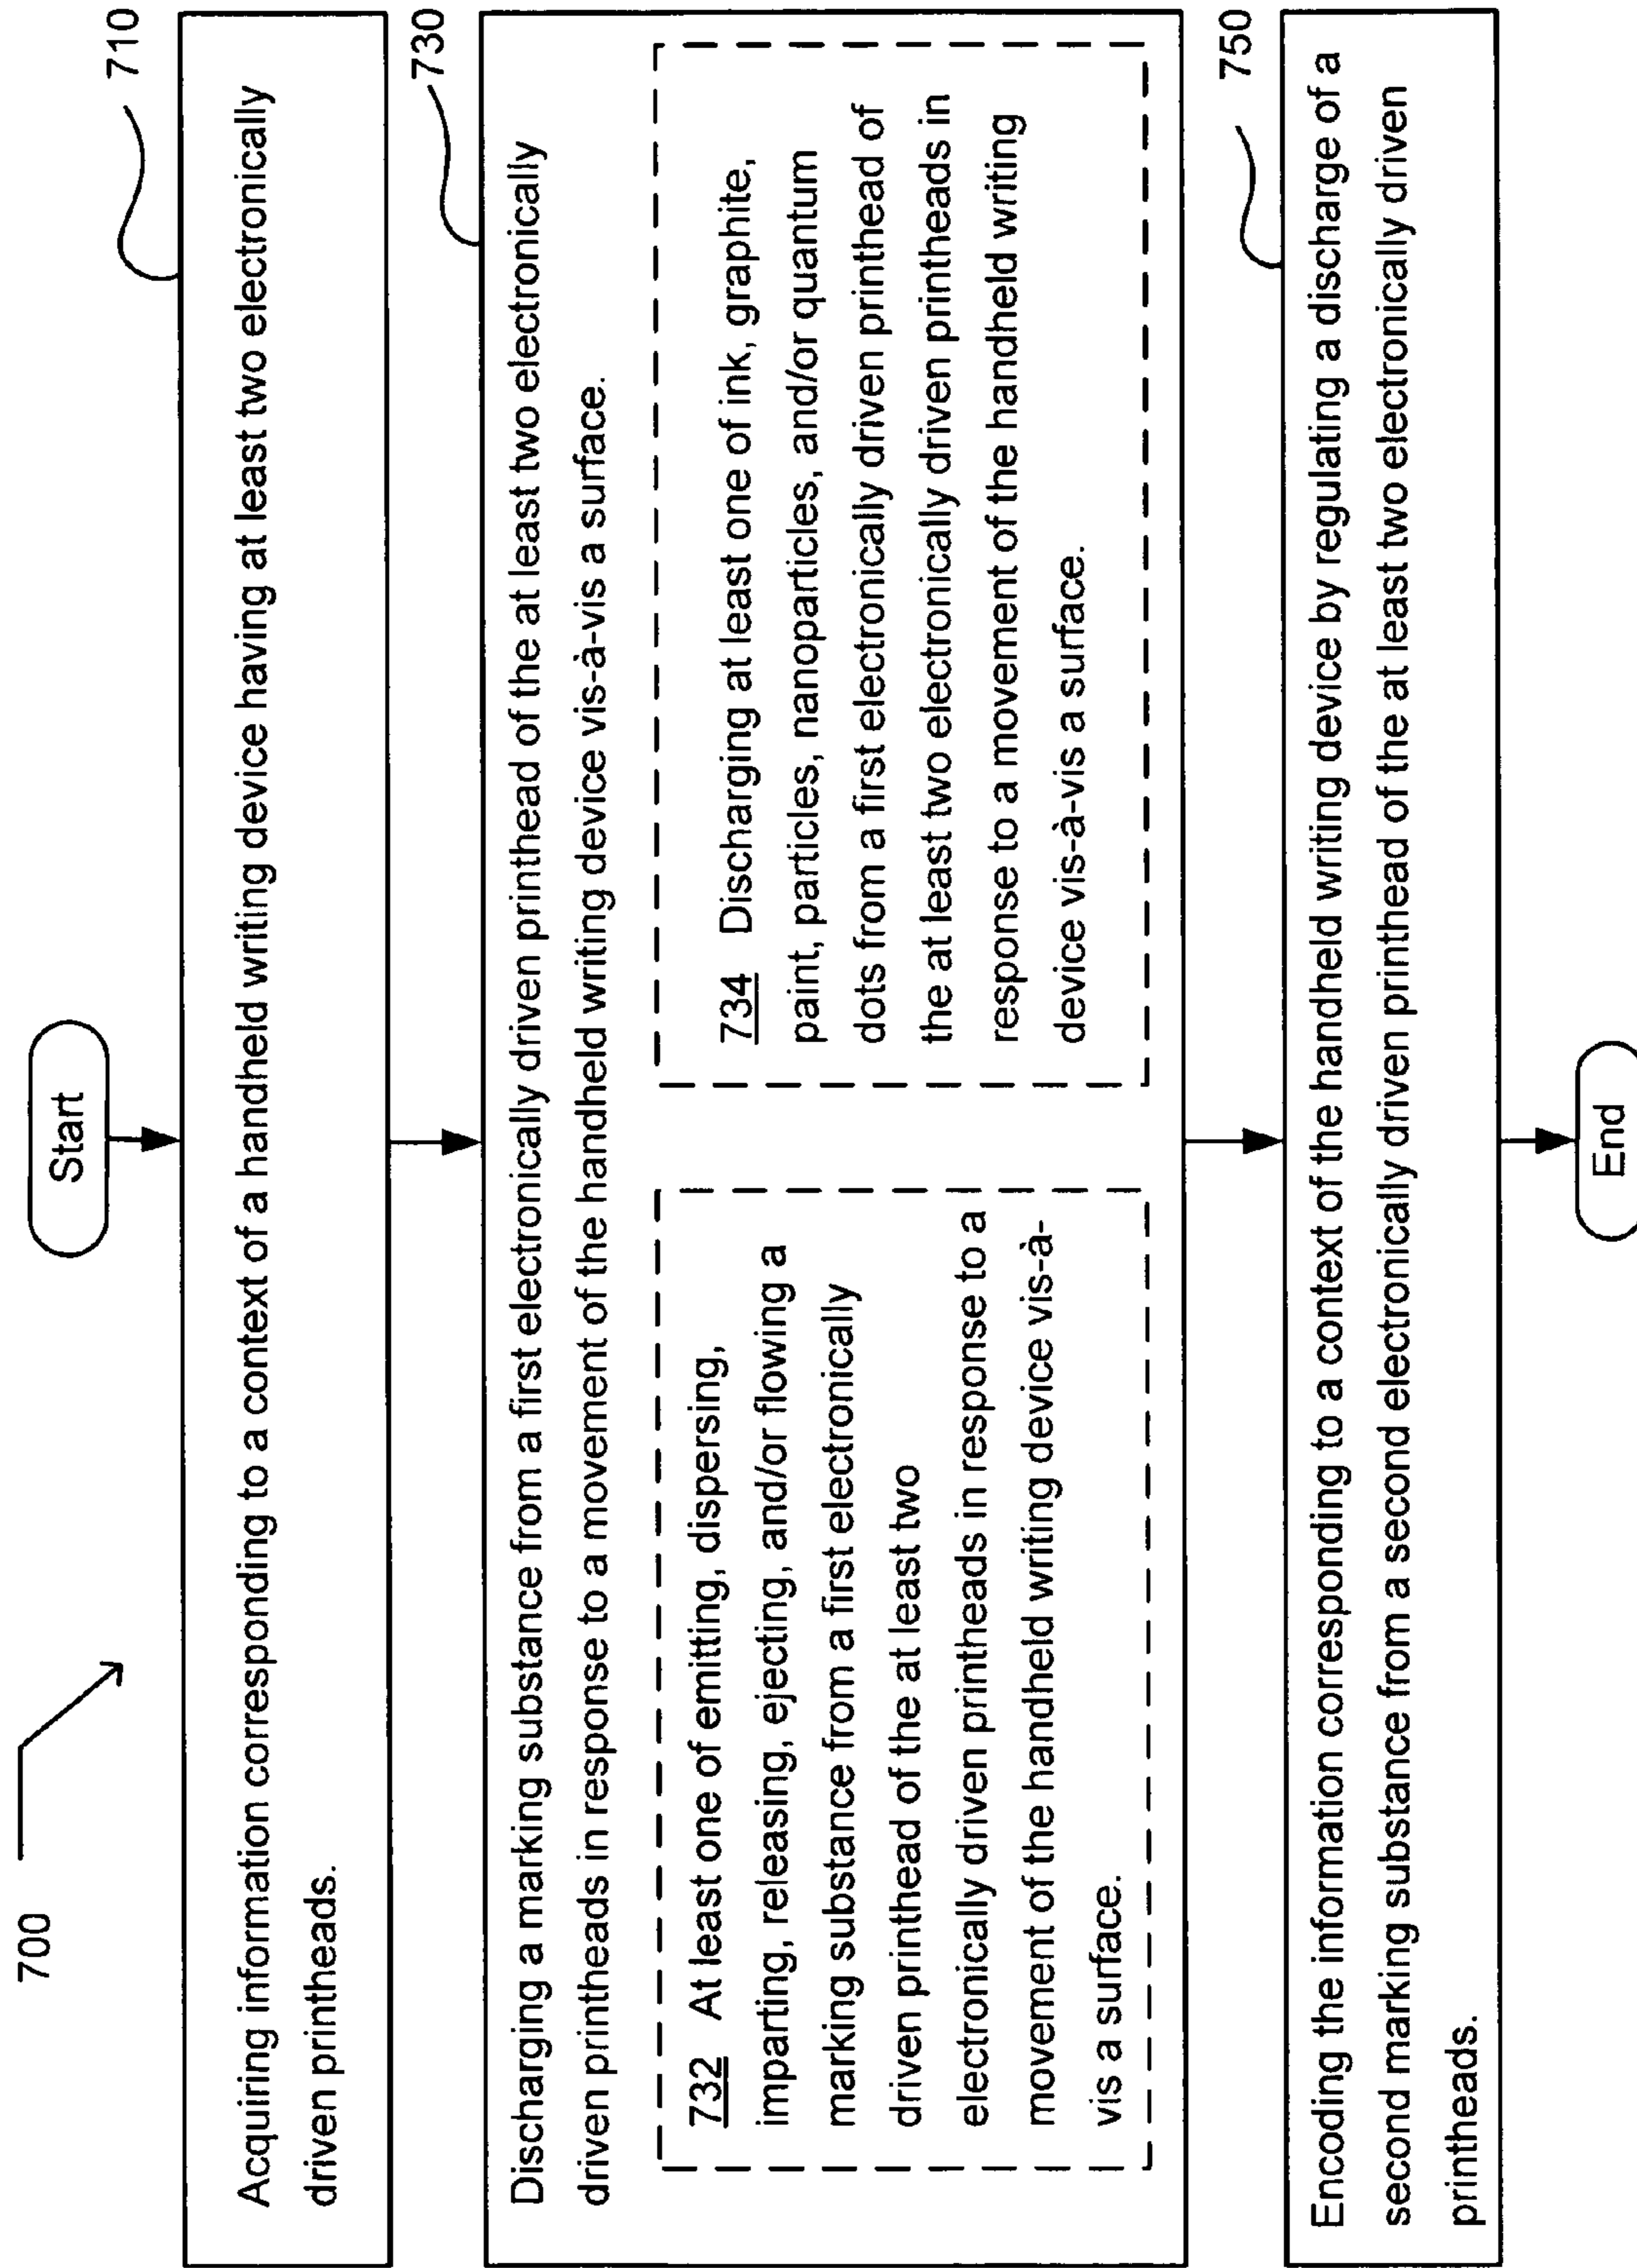 700
Start
710
Acquiring information corresponding to a context of a handheld writing device having at least two electronically
driven printheads.
730
Discharging a marking substance from a first electronically driven printhead of the at least two electronically
driven printheads in response to a movement of the handheld writing device vis-à-vis a surface.
732 At least one of emitting, dispersing,
imparting, releasing, ejecting, and/or flowing a
marking substance from a first electronically
driven printhead of the at least two
electronically driven printheads in response to a
movement of the handheld writing device vis-à-
vis a surface.
734 Discharging at least one of ink, graphite,
paint, particles, nanoparticles, and/or quantum
dots from a first electronically driven printhead of
the at least two electronically driven printheads in
response to a movement of the handheld writing
device vis-à-vis a surface.
750
Encoding the information corresponding to a context of the handheld writing device by regulating a discharge of a
second marking substance from a second electronically driven printhead of the at least two electronically driven
printheads.
End